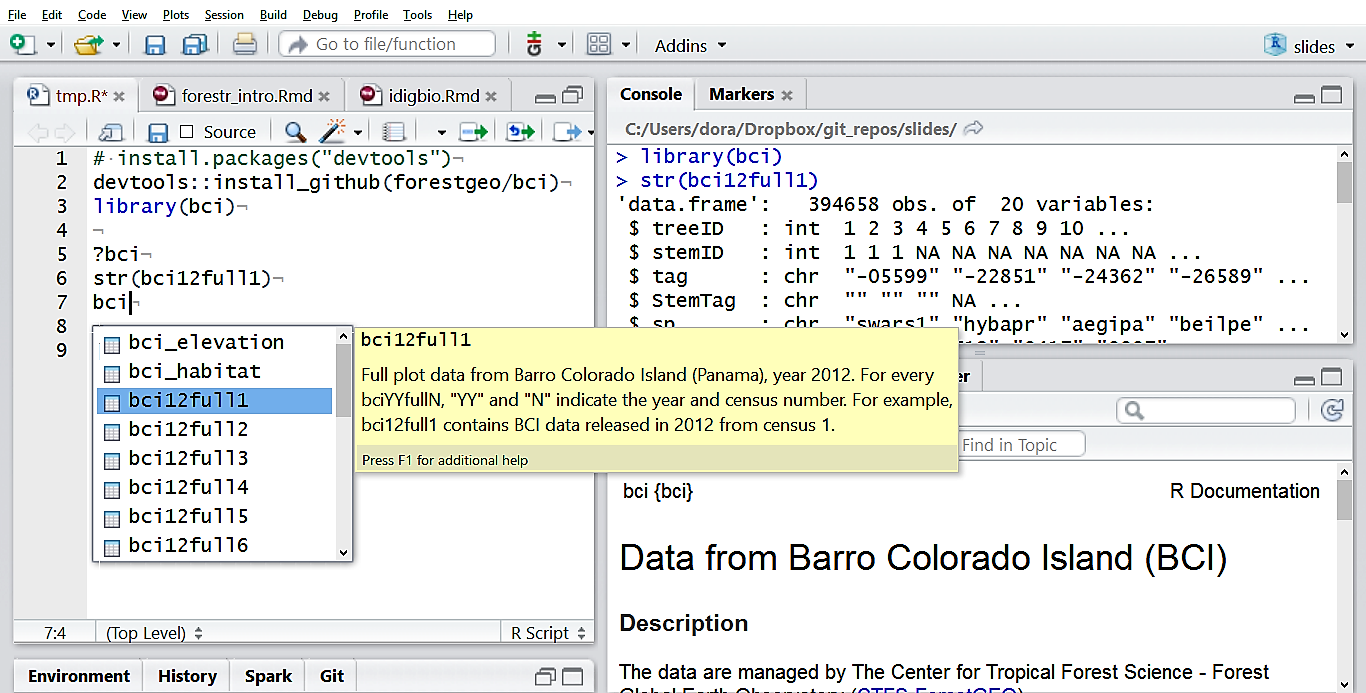 File Edit Code View Plots Session Build Debug Profile Tools Help
Go to file/function Addins slides
tmp.R* forestr_intro.Rmd idigbio.Rmd
Source
1 #·install.packages("devtools")¬
2 devtools::install_github(forestgeo/bci)¬
3 library(bci)¬
4 ¬
5 ?bci¬
6 str(bci12full1)¬
7 bci¬
8
9
bci_elevation
bci_habitat
bci12full1
bci12full2
bci12full3
bci12full4
bci12full5
bci12full6
bci12full1
Full plot data from Barro Colorado Island (Panama), year 2012. For every
bciYYfullN, "YY" and "N" indicate the year and census number. For example,
bci12full1 contains BCI data released in 2012 from census 1.
Press F1 for additional help
7:4 (Top Level) R Script
Environment History Spark Git
Console Markers
C:/Users/dora/Dropbox/git_repos/slides/
> library(bci)
> str(bci12full1)
'data.frame': 394658 obs. of 20 variables:
$ treeID : int 1 2 3 4 5 6 7 8 9 10 ...
$ stemID : int 1 1 1 NA NA NA NA NA NA NA ...
$ tag : chr "-05599" "-22851" "-24362" "-26589" ...
$ StemTag : chr "" "" "" NA ...
$ sp : chr "swars1" "hybapr" "aegipa" "beilpe" ...
Find in Topic
bci {bci} R Documentation
Data from Barro Colorado Island (BCI)
Description
The data are managed by The Center for Tropical Forest Science - Forest
Global Earth Observatory (CTFS-ForestGEO)